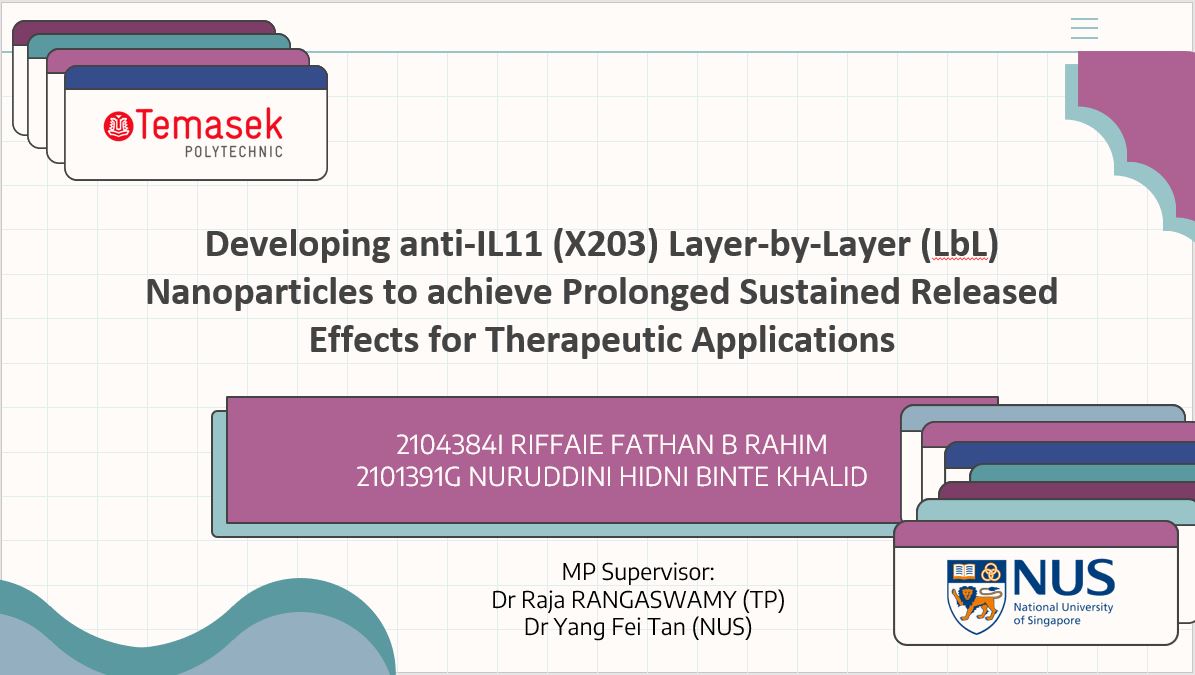 Temasek
POLYTECHNIC
Developing anti-IL11 (X203) Layer-by-Layer (LbL)
Nanoparticles to achieve Prolonged Sustained Released
Effects for Therapeutic Applications
2104384I RIFFAIE FATHAN B RAHIM
2101391G NURUDDINI HIDNI BINTE KHALID
MP Supervisor:
Dr Raja RANGASWAMY (TP)
Dr Yang Fei Tan (NUS)
NUS
National University
of Singapore